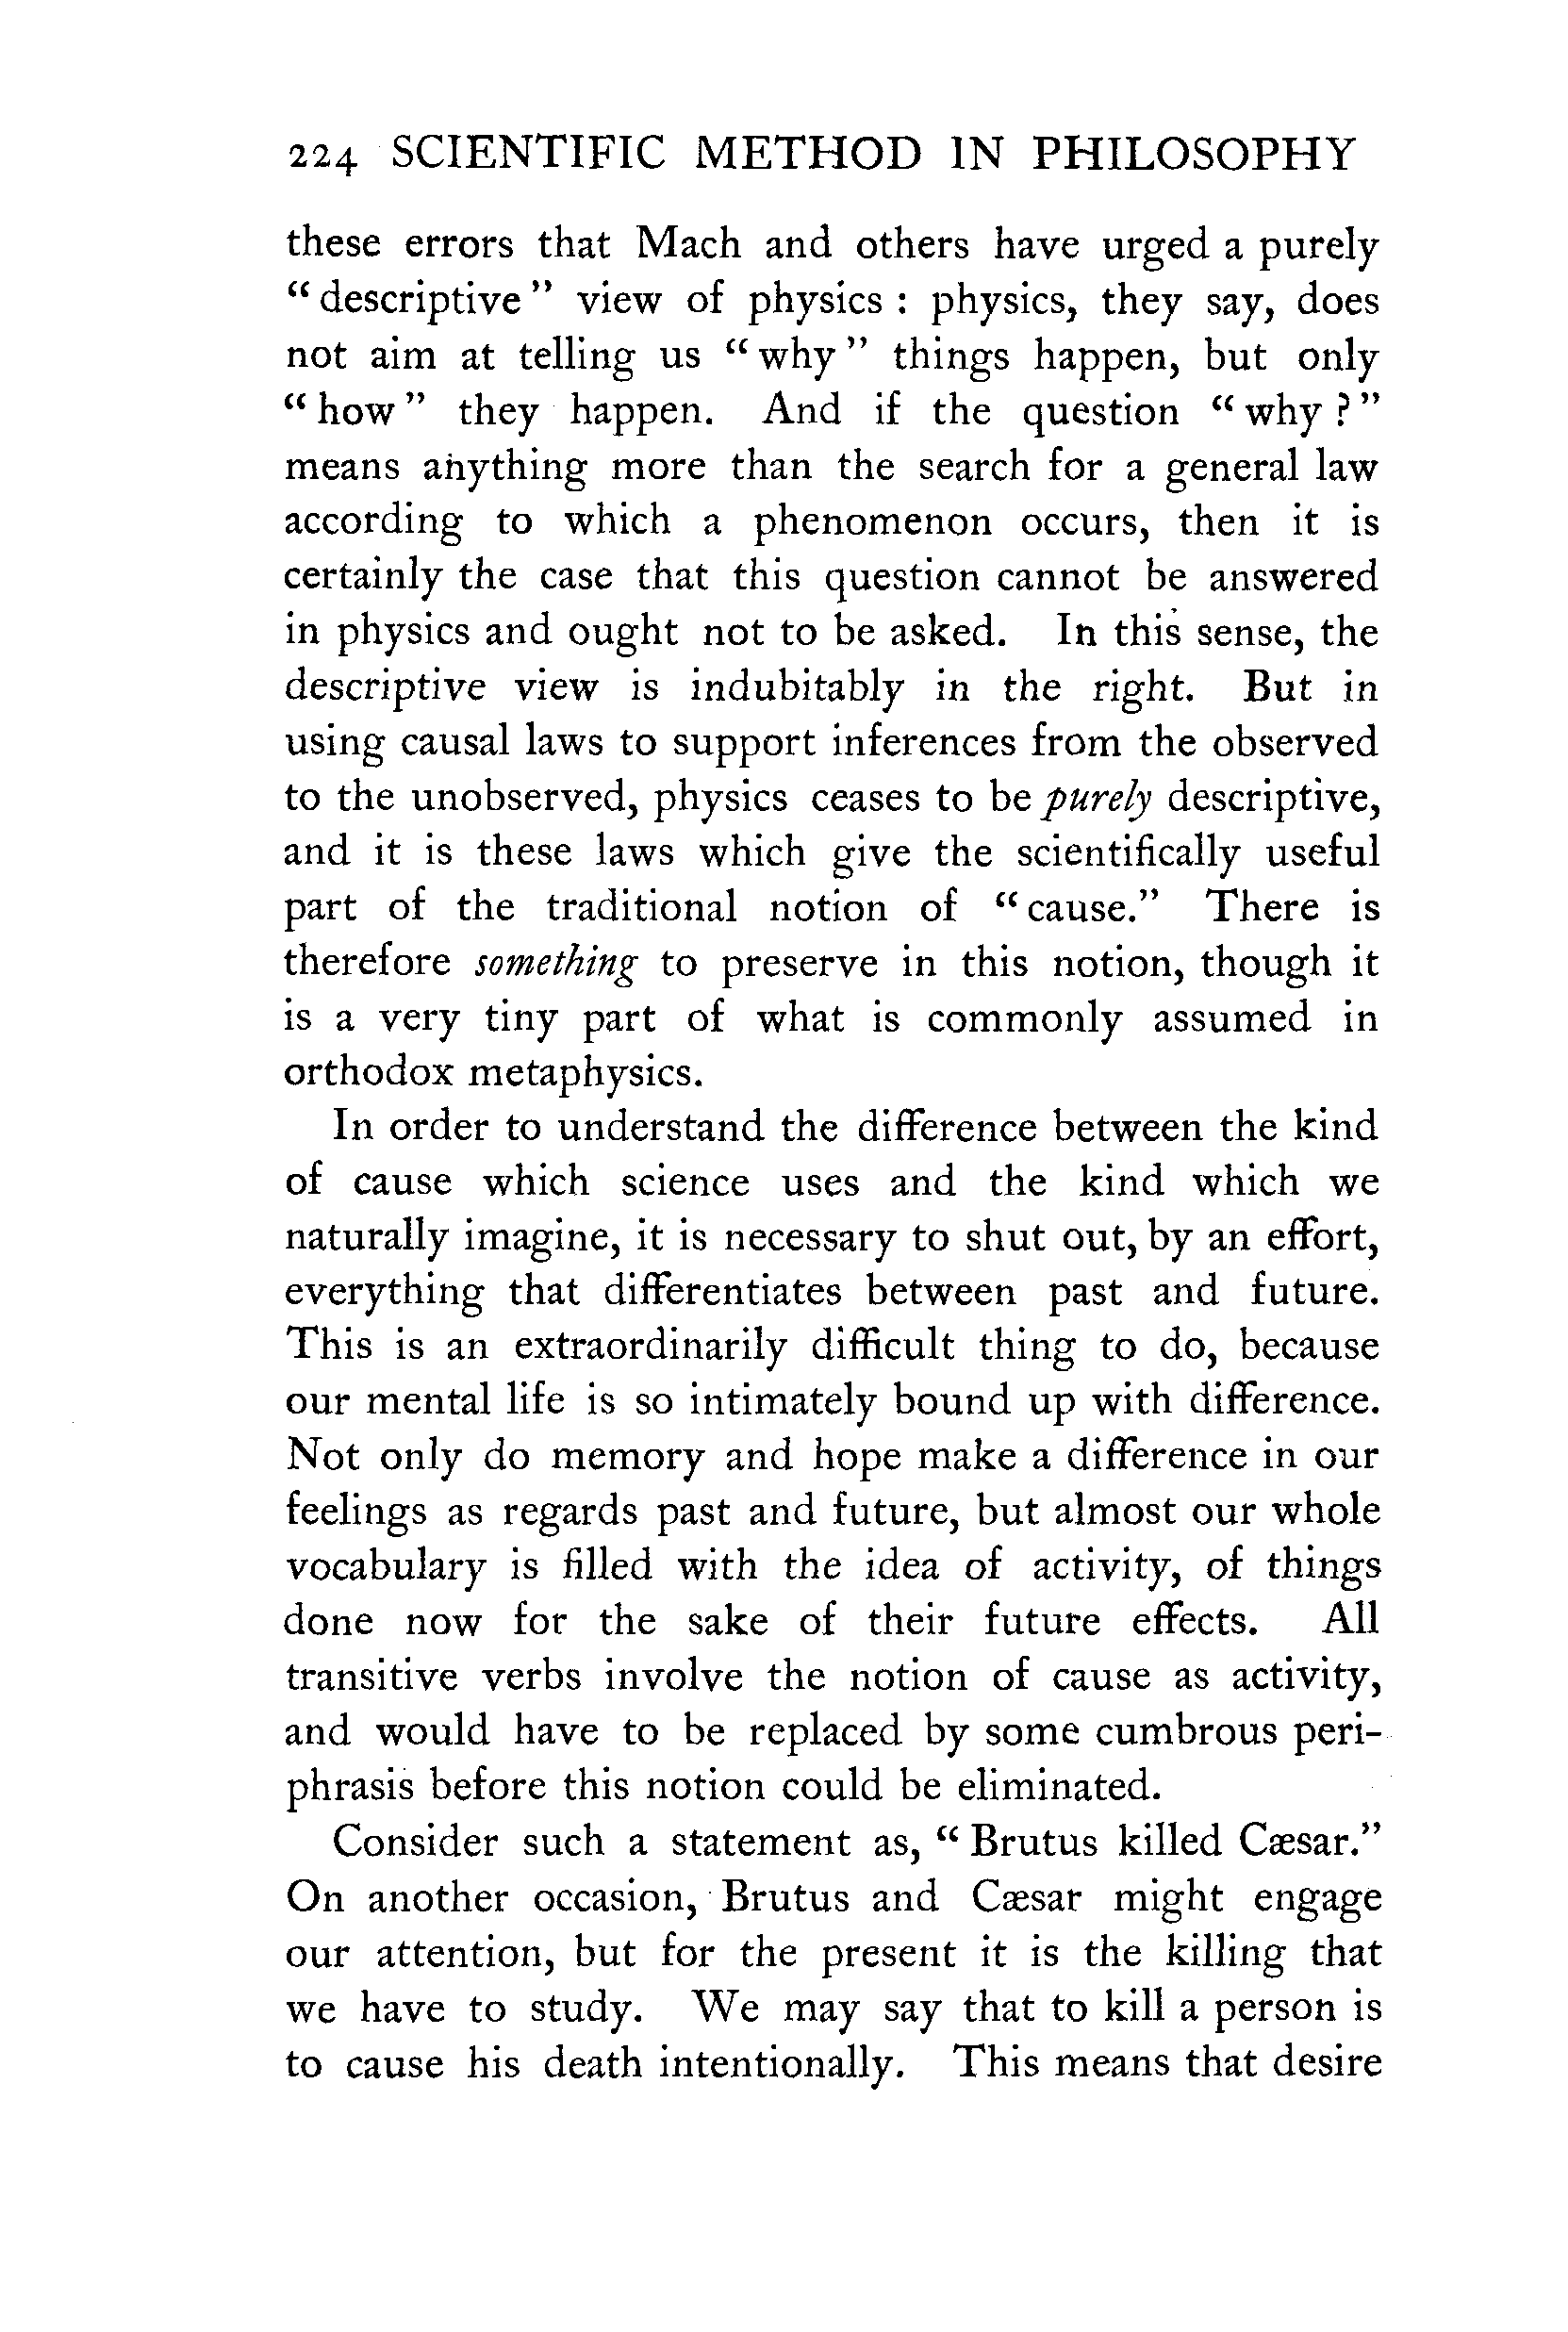 224 SCIENTIFIC METHOD IN PHILOSOPHY
these errors that Mach and others have urged a purely
“descriptive” view of physics : physics, they say, does
not aim at telling us “why” things happen, but only
“how” they happen. And if the question “why?”
means anything more than the search for a general law
according to which a phenomenon occurs, then it is
certainly the case that this question cannot be answered
in physics and ought not to be asked. In this sense, the
descriptive view is indubitably in the right. But in
using causal laws to support inferences from the observed
to the unobserved, physics ceases to be purely descriptive,
and it is these laws which give the scientifically useful
part of the traditional notion of “cause.” There is
therefore something to preserve in this notion, though it
is a very tiny part of what is commonly assumed in
orthodox metaphysics.
In order to understand the difference between the kind
of cause which science uses and the kind which we
naturally imagine, it is necessary to shut out, by an effort,
everything that differentiates between past and future.
This is an extraordinarily difficult thing to do, because
our mental life is so intimately bound up with difference.
Not only do memory and hope make a difference in our
feelings as regards past and future, but almost our whole
vocabulary is filled with the idea of activity, of things
done now for the sake of their future effects. All
transitive verbs involve the notion of cause as activity,
and would have to be replaced by some cumbrous peri-
phrasis before this notion could be eliminated.
Consider such a statement as, “Brutus killed Cæsar.”
On another occasion, Brutus and Cæsar might engage
our attention, but for the present it is the killing that
we have to study. We may say that to kill a person is
to cause his death intentionally. This means that desire